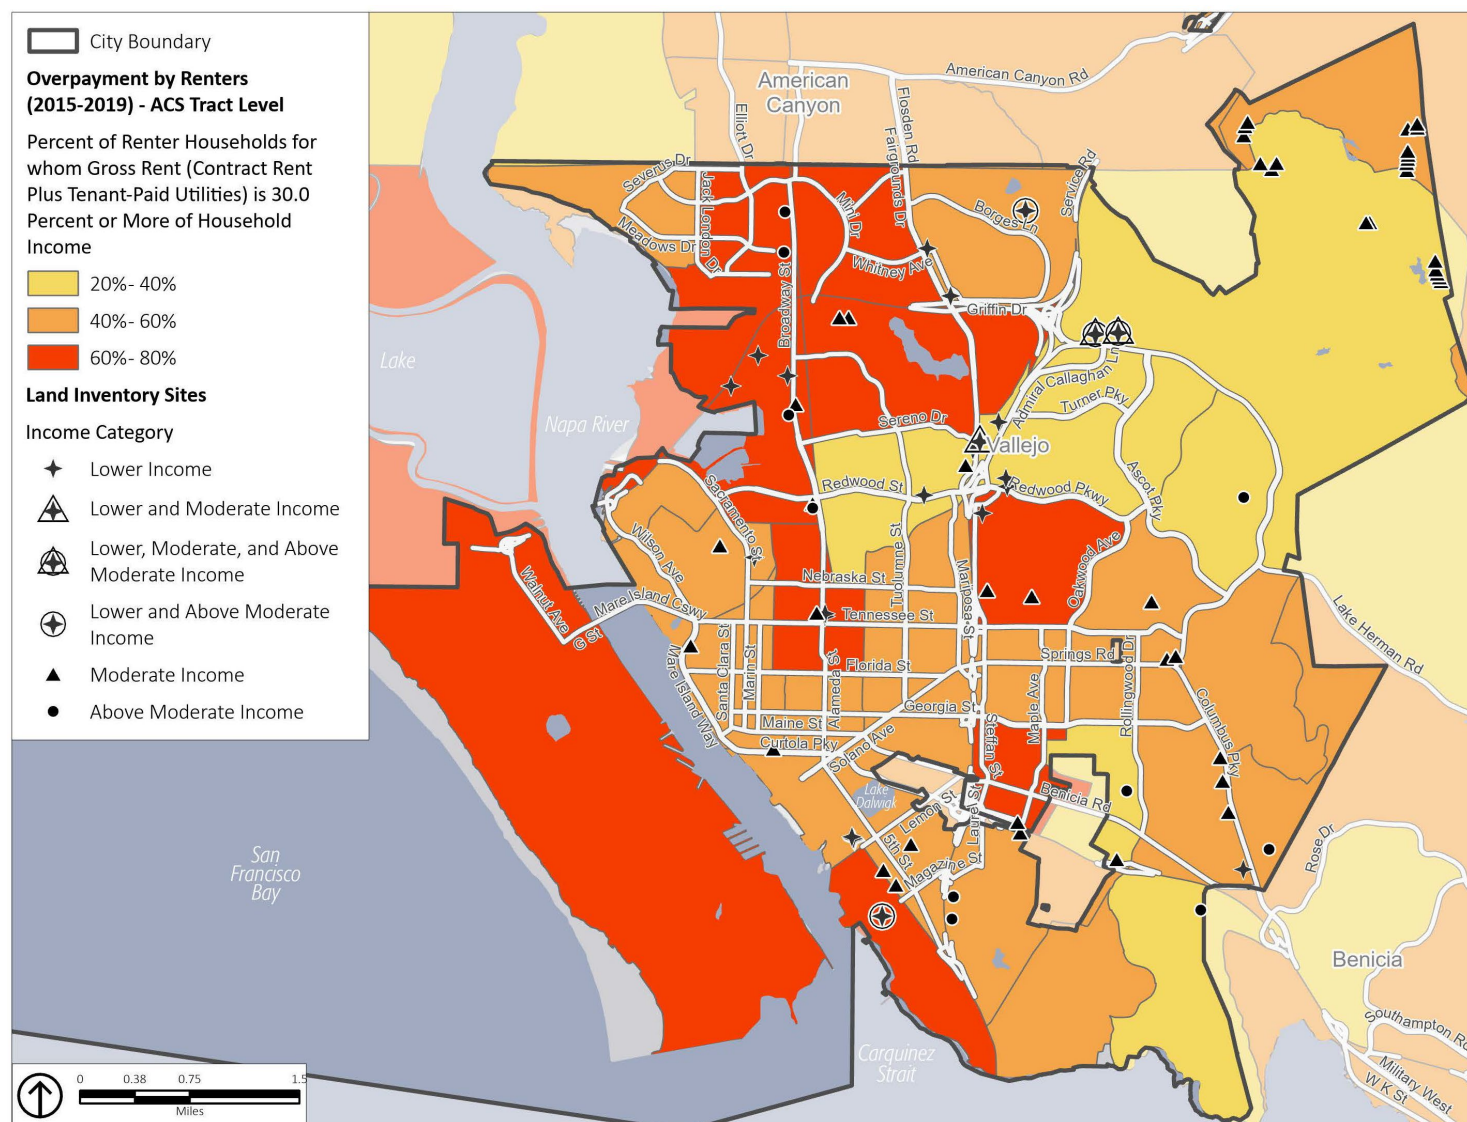 City Boundary
Overpayment by Renters
(2015-2019) - ACS Tract Level
Percent of Renter Households for
whom Gross Rent (Contract Rent
Plus Tenant-Paid Utilities) is 30.0
Percent or More of Household
Income
20%- 40%
40%- 60%
60%- 80%
Land Inventory Sites
Income Category
Lower Income
Lower and Moderate Income
Lower, Moderate, and Above
Moderate Income
Lower and Above Moderate
Income
Moderate Income
Above Moderate Income
American
Canyon
American Canyon Rd
Elliott Dr
Flosden Rd
Fairgrounds Dr
Service Rd
Severus Dr
Jack London Dr
Meadows Dr
Mini Dr
Borges Ln
Whitney Ave
Broadway St
Griffin Dr
Lake
Napa River
Admiral Callaghan Ln
Turner Pky
Sereno Dr
Vallejo
Ascot Pky
Redwood St
Redwood Pkwy
Sacramento St
Wilson Ave
Tuolumne St
Mariposa St
Oakwood Ave
Nebraska St
Walnut Ave
G St
Mare Island Cswy
Tennessee St
Lake Herman Rd
Santa Clara St
Marin St
Florida St
Springs Rd
Rollingwood Dr
Mare Island Way
Alameda St
Georgia St
Maple Ave
Columbus Pky
Maine St
Curtola Pky
Solano Ave
Steffan St
Lake
Dalwigk
Lemon St
Laurel St
Benicia Rd
5th St
Magazine St
Rose Dr
San
Francisco
Bay
Benicia
Southampton Rd
Carquinez
Strait
Military West
W K St
0 0.38 0.75 1.5
Miles